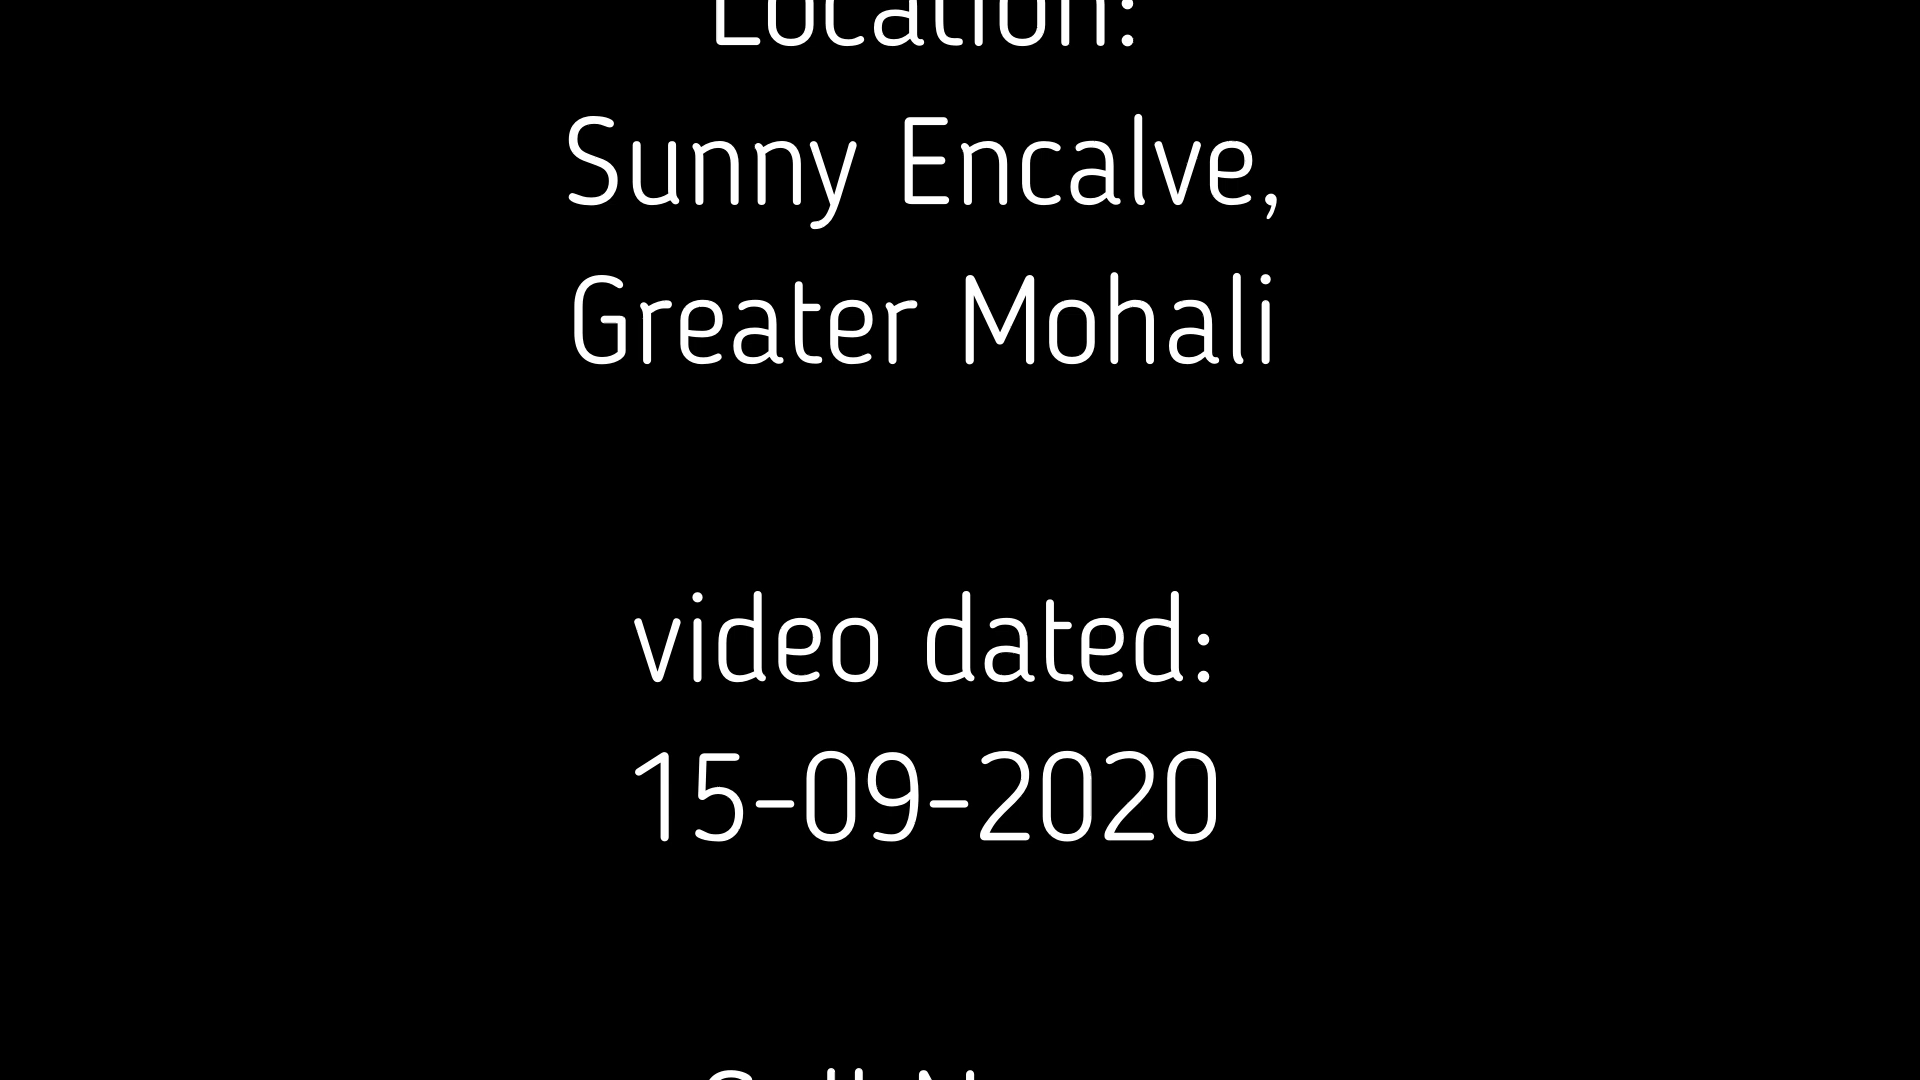 Location:
Sunny Encalve,
Greater Mohali
video dated:
15-09-2020